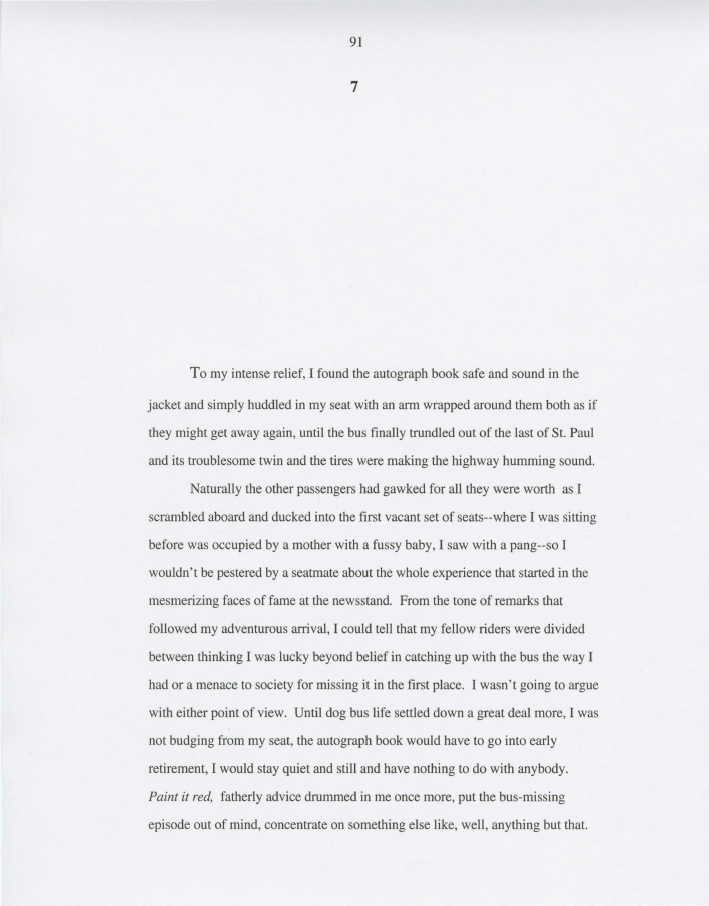 91
7
To my intense relief, I found the autograph book safe and sound in the
jacket and simply huddled in my seat with an arm wrapped around them both as if
they might get away again, until the bus finally trundled out of the last of St. Paul
and its troublesome twin and the tires were making the highway humming sound.
Naturally the other passengers had gawked for all they were worth as I
scrambled aboard and ducked into the first vacant set of seats--where I was sitting
before was occupied by a mother with a fussy baby, I saw with a pang--so I
wouldn't be pestered by a seatmate about the whole experience that started in the
mesmerizing faces of fame at the newsstand. From the tone of remarks that
followed my adventurous arrival, I could tell that my fellow riders were divided
between thinking I was lucky beyond belief in catching up with the bus the way I
had or a menace to society for missing it in the first place. I wasn't going to argue
with either point of view. Until dog bus life settled down a great deal more, I was
not budging from my seat, the autograph book would have to go into early
retirement, I would stay quiet and still and have nothing to do with anybody.
Paint it red, fatherly advice drummed in me once more, put the bus-missing
episode out of mind, concentrate on something else like, well, anything but that.